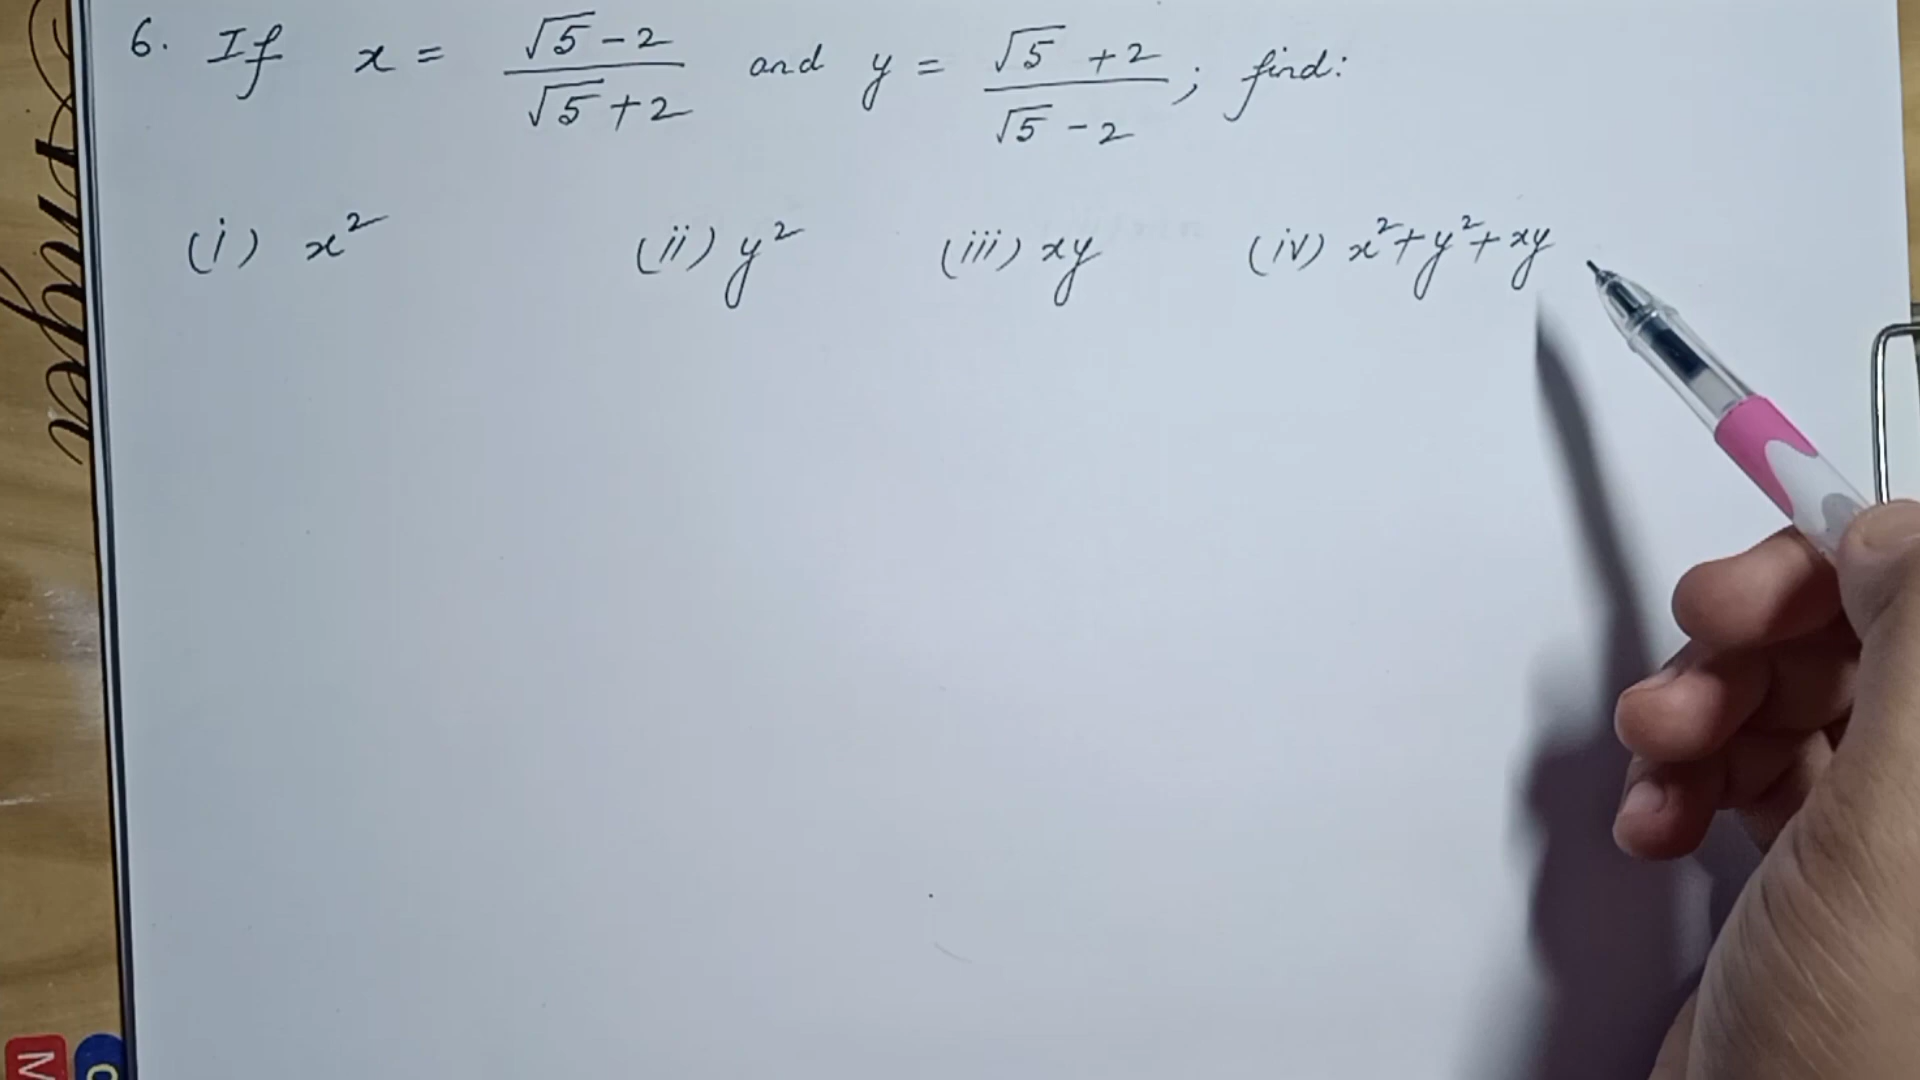 6. If x = (√5 - 2)/(√5 + 2) and y = (√5 + 2)/(√5 - 2); find:
(i) x² (ii) y² (iii) xy (iv) x² + y² + xy
M